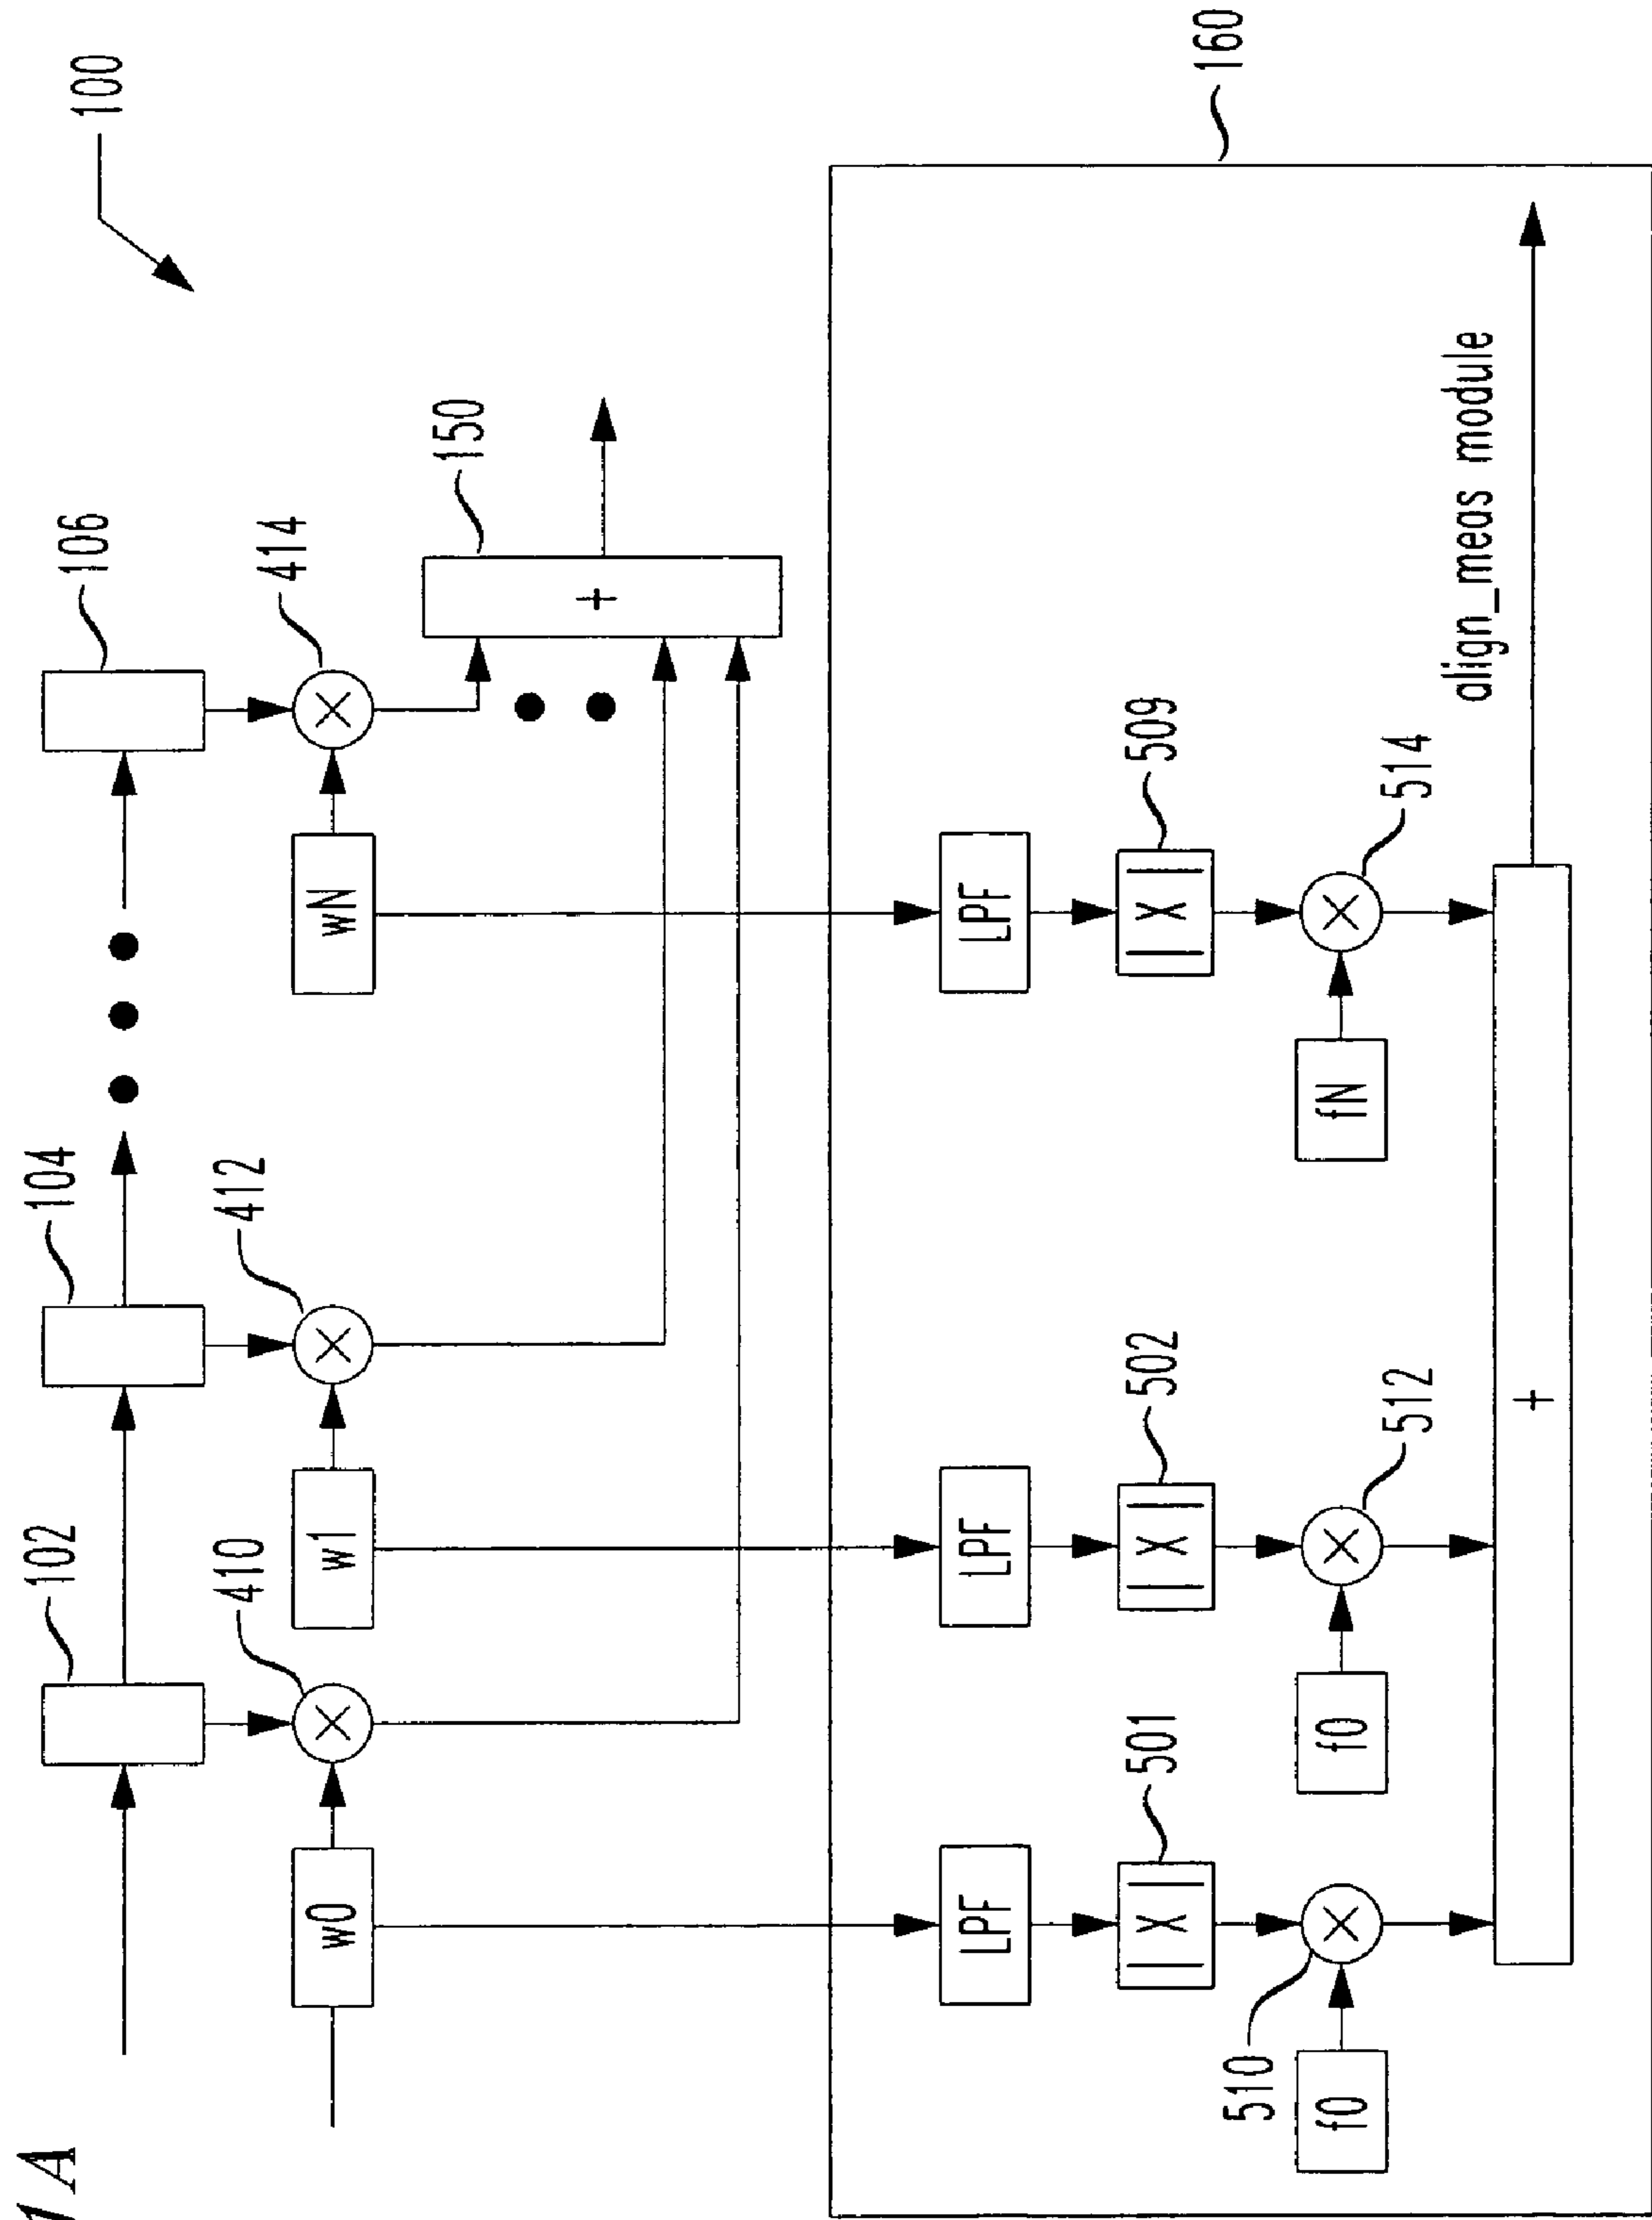 1A
102
104
106
100
410
412
414
w0
w1
wN
150
+
LPF
LPF
LPF
501
502
509
|X|
|X|
|X|
160
510
512
514
f0
f0
fN
align_meas module
+